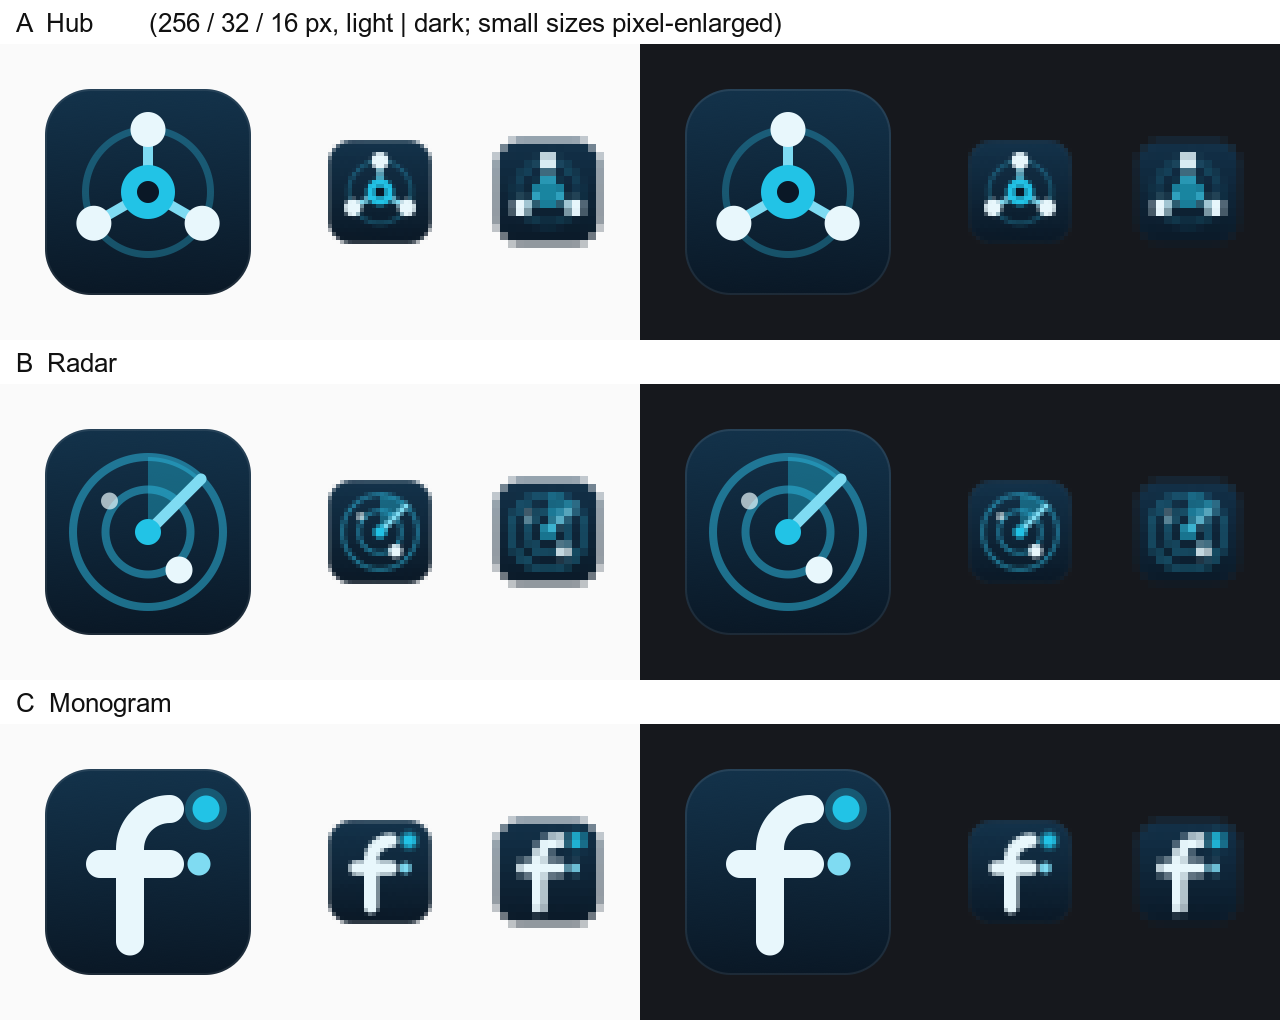 A Hub (256 / 32 / 16 px, light | dark; small sizes pixel-enlarged)
B Radar
C Monogram
f
f
f
f
f
f